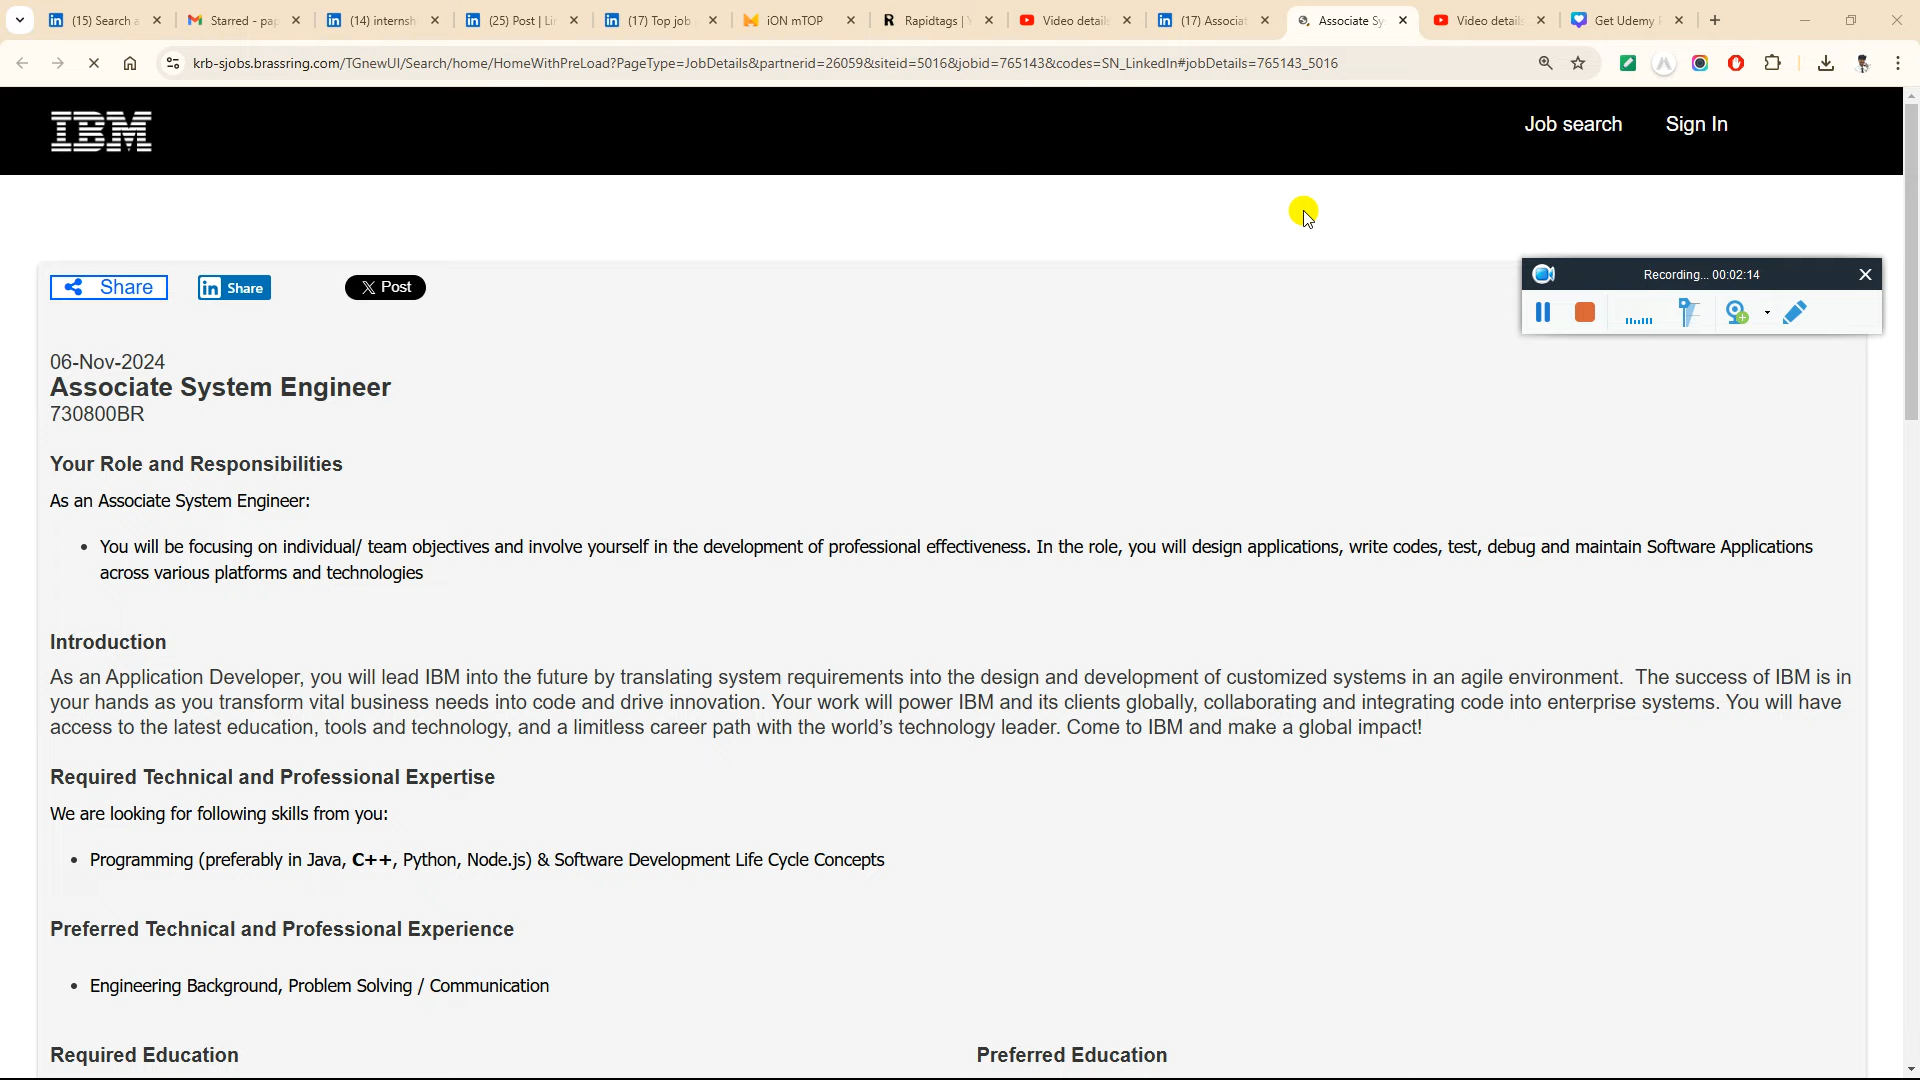 (15) Search a
Starred - pap
(14) internsh
(25) Post | Lin
(17) Top job
iON mTOP
Rapidtags | Y
Video details
(17) Associat
Associate Sy
Video details
Get Udemy
krb-sjobs.brassring.com/TGnewUI/Search/home/HomeWithPreLoad?PageType=JobDetails&partnerid=26059&siteid=5016&jobid=765143&codes=SN_LinkedIn#jobDetails=765143_5016
IBM
Job search
Sign In
Share
in Share
X Post
Recording... 00:02:14
06-Nov-2024
Associate System Engineer
730800BR
Your Role and Responsibilities
As an Associate System Engineer:
• You will be focusing on individual/ team objectives and involve yourself in the development of professional effectiveness. In the role, you will design applications, write codes, test, debug and maintain Software Applications
across various platforms and technologies
Introduction
As an Application Developer, you will lead IBM into the future by translating system requirements into the design and development of customized systems in an agile environment.  The success of IBM is in
your hands as you transform vital business needs into code and drive innovation. Your work will power IBM and its clients globally, collaborating and integrating code into enterprise systems. You will have
access to the latest education, tools and technology, and a limitless career path with the world's technology leader. Come to IBM and make a global impact!
Required Technical and Professional Expertise
We are looking for following skills from you:
• Programming (preferably in Java, C++, Python, Node.js) & Software Development Life Cycle Concepts
Preferred Technical and Professional Experience
• Engineering Background, Problem Solving / Communication
Required Education
Preferred Education